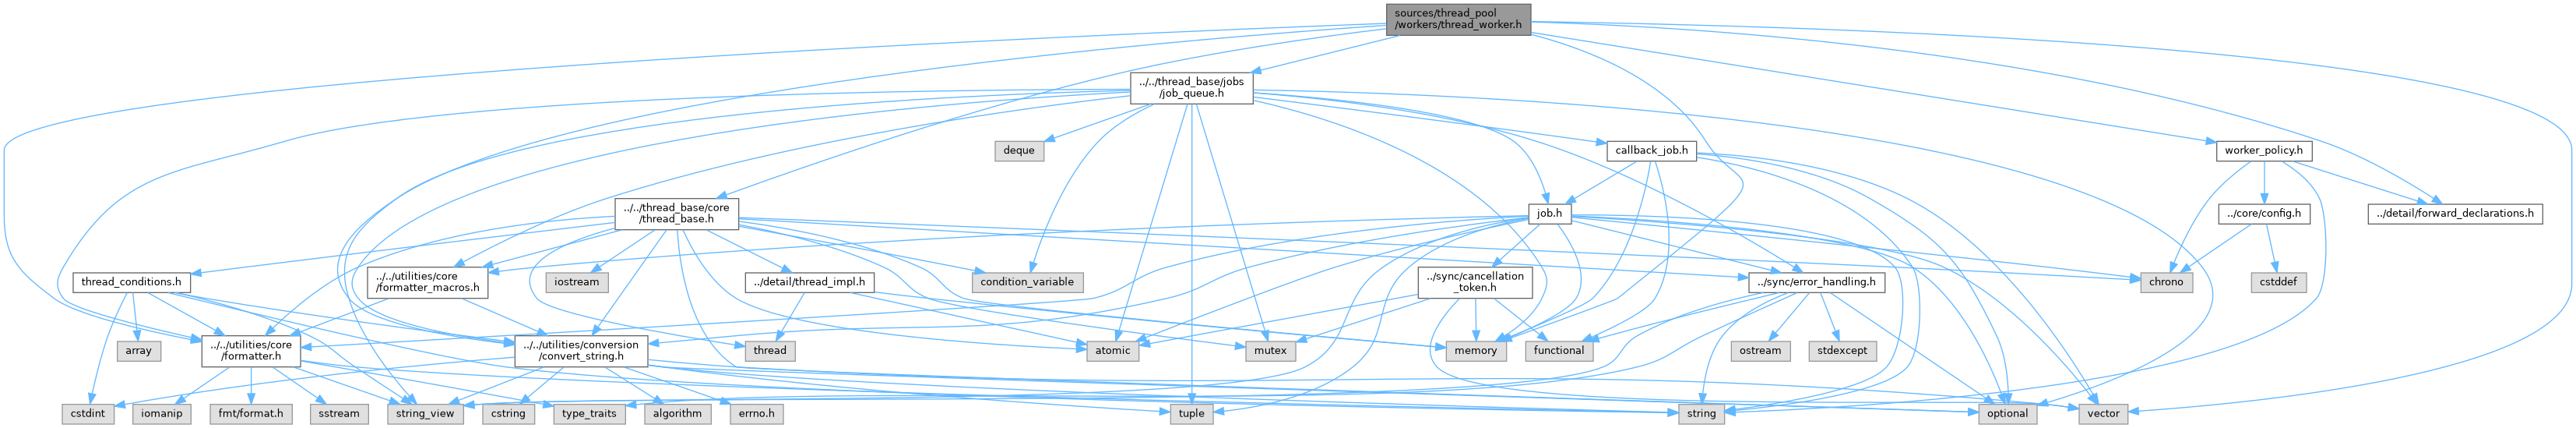 sources/thread_pool
/workers/thread_worker.h
../../thread_base/jobs
/job_queue.h
deque
callback_job.h
worker_policy.h
../../thread_base/core
/thread_base.h
job.h
../core/config.h
../detail/forward_declarations.h
thread_conditions.h
../../utilities/core
/formatter_macros.h
iostream
../detail/thread_impl.h
condition_variable
../sync/cancellation
_token.h
../sync/error_handling.h
chrono
cstddef
array
../../utilities/core
/formatter.h
../../utilities/conversion
/convert_string.h
thread
atomic
mutex
memory
functional
ostream
stdexcept
cstdint
iomanip
fmt/format.h
sstream
string_view
cstring
type_traits
algorithm
errno.h
tuple
string
optional
vector